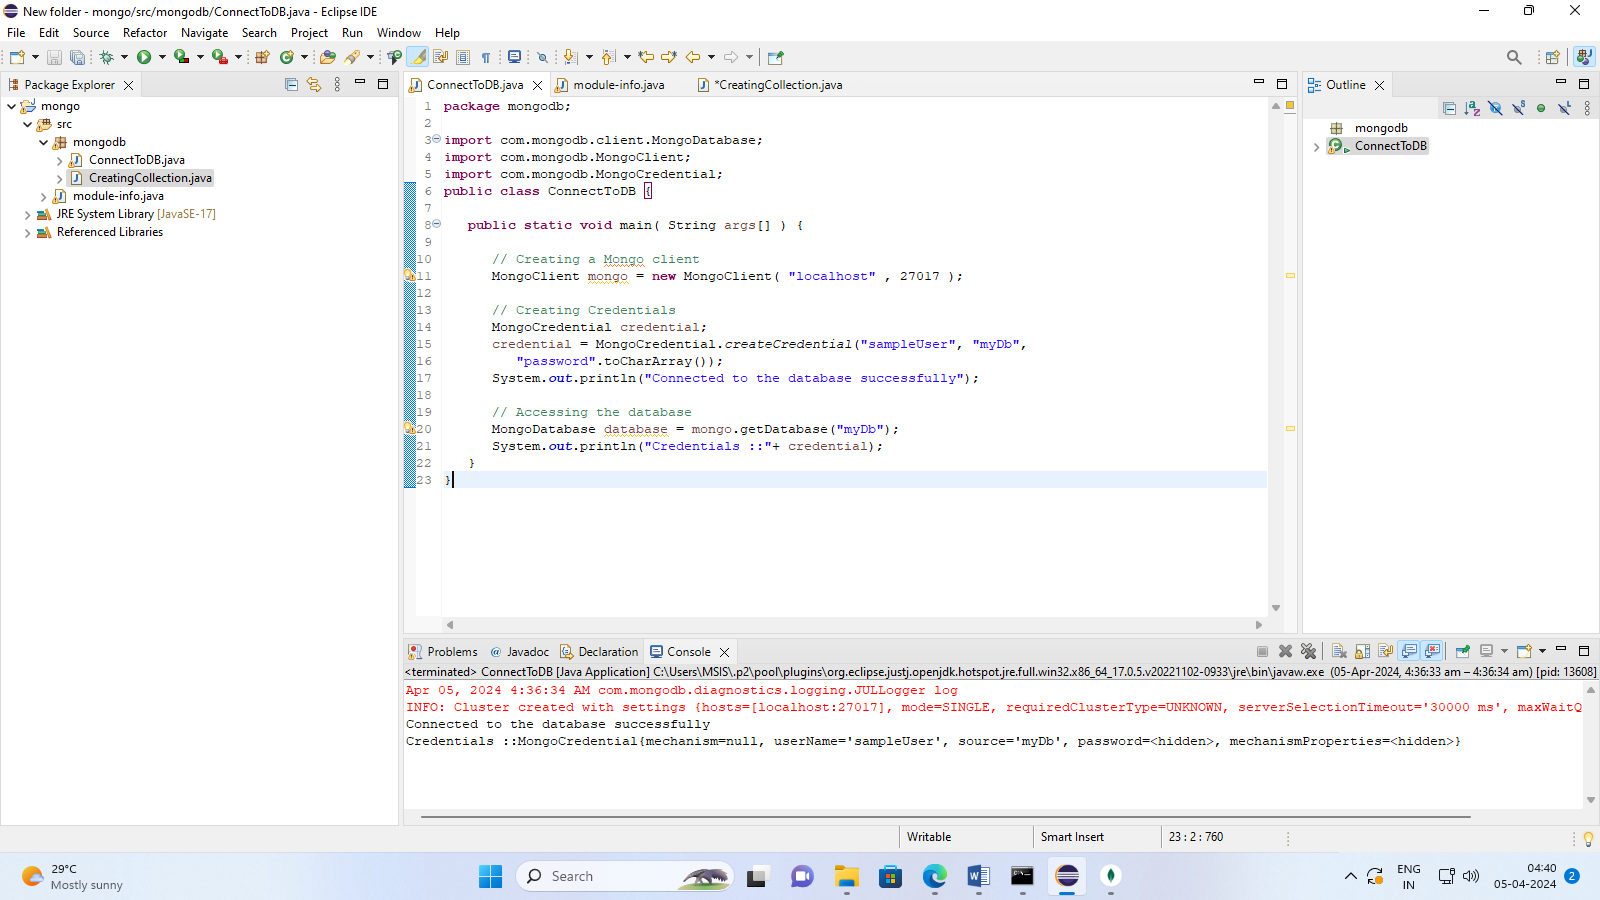 New folder - mongo/src/mongodb/ConnectToDB.java - Eclipse IDE
File Edit Source Refactor Navigate Search Project Run Window Help
Package Explorer
mongo
src
mongodb
ConnectToDB.java
CreatingCollection.java
module-info.java
JRE System Library [JavaSE-17]
Referenced Libraries
ConnectToDB.java module-info.java *CreatingCollection.java
1 package mongodb;
2
3 import com.mongodb.client.MongoDatabase;
4 import com.mongodb.MongoClient;
5 import com.mongodb.MongoCredential;
6 public class ConnectToDB {
7
8 public static void main( String args[] ) {
9
10 // Creating a Mongo client
11 MongoClient mongo = new MongoClient( "localhost" , 27017 );
12
13 // Creating Credentials
14 MongoCredential credential;
15 credential = MongoCredential.createCredential("sampleUser", "myDb",
16 "password".toCharArray());
17 System.out.println("Connected to the database successfully");
18
19 // Accessing the database
20 MongoDatabase database = mongo.getDatabase("myDb");
21 System.out.println("Credentials ::"+ credential);
22 }
23 }
Outline
mongodb
ConnectToDB
Problems @ Javadoc Declaration Console
<terminated> ConnectToDB [Java Application] C:\Users\MSIS\.p2\pool\plugins\org.eclipse.justj.openjdk.hotspot.jre.full.win32.x86_64_17.0.5.v20221102-0933\jre\bin\javaw.exe (05-Apr-2024, 4:36:33 am – 4:36:34 am) [pid: 13608]
Apr 05, 2024 4:36:34 AM com.mongodb.diagnostics.logging.JULLogger log
INFO: Cluster created with settings {hosts=[localhost:27017], mode=SINGLE, requiredClusterType=UNKNOWN, serverSelectionTimeout='30000 ms', maxWaitQ
Connected to the database successfully
Credentials ::MongoCredential{mechanism=null, userName='sampleUser', source='myDb', password=<hidden>, mechanismProperties=<hidden>}
Writable Smart Insert 23 : 2 : 760
29°C
Mostly sunny
Search
ENG
IN
04:40
05-04-2024
2